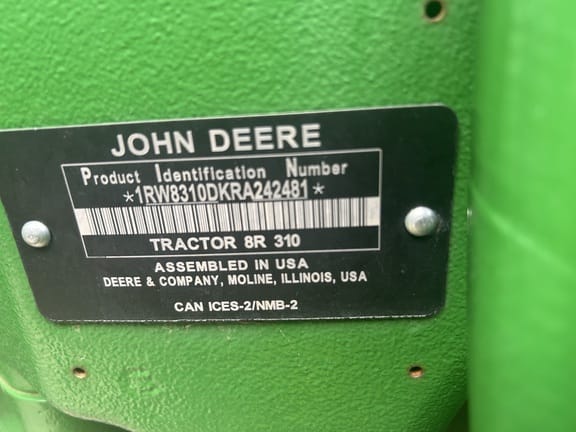 JOHN DEERE
Product Identification Number
*1RW8310DKRA242481*
TRACTOR 8R 310
ASSEMBLED IN USA
DEERE & COMPANY, MOLINE, ILLINOIS, USA
CAN ICES-2/NMB-2